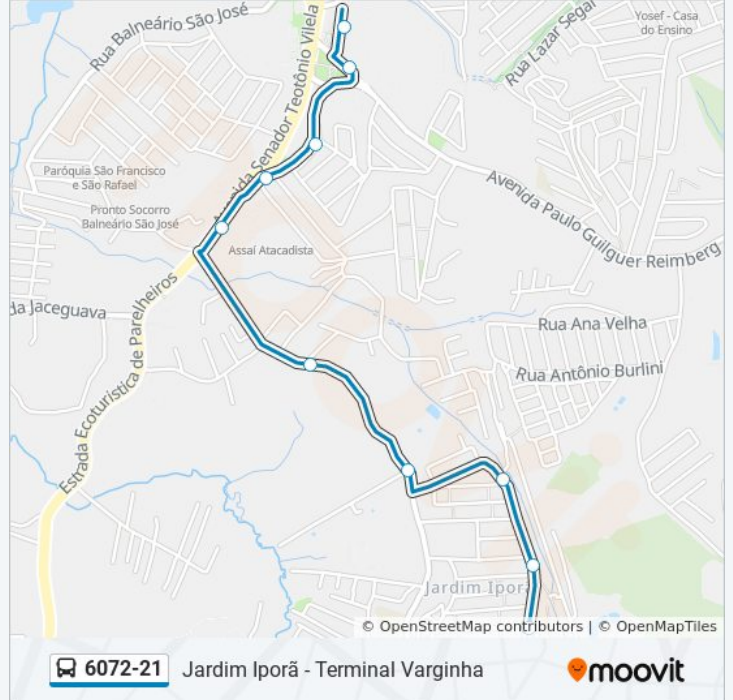 Rua Balneário São José
Avenida Senador Teotônio Vilela
Rua Lazar Segal
Yosef - Casa
do Ensino
Paróquia São Francisco
e São Rafael
Pronto Socorro
Balneário São José
Assaí Atacadista
Avenida Paulo Guilguer Reimberg
da Jaceguava
Estrada Ecoturística de Parelheiros
Rua Ana Velha
Rua Antônio Burlini
Jardim Iporã
© OpenStreetMap contributors | © OpenMapTiles
6072-21 Jardim Iporã - Terminal Varginha
moovit